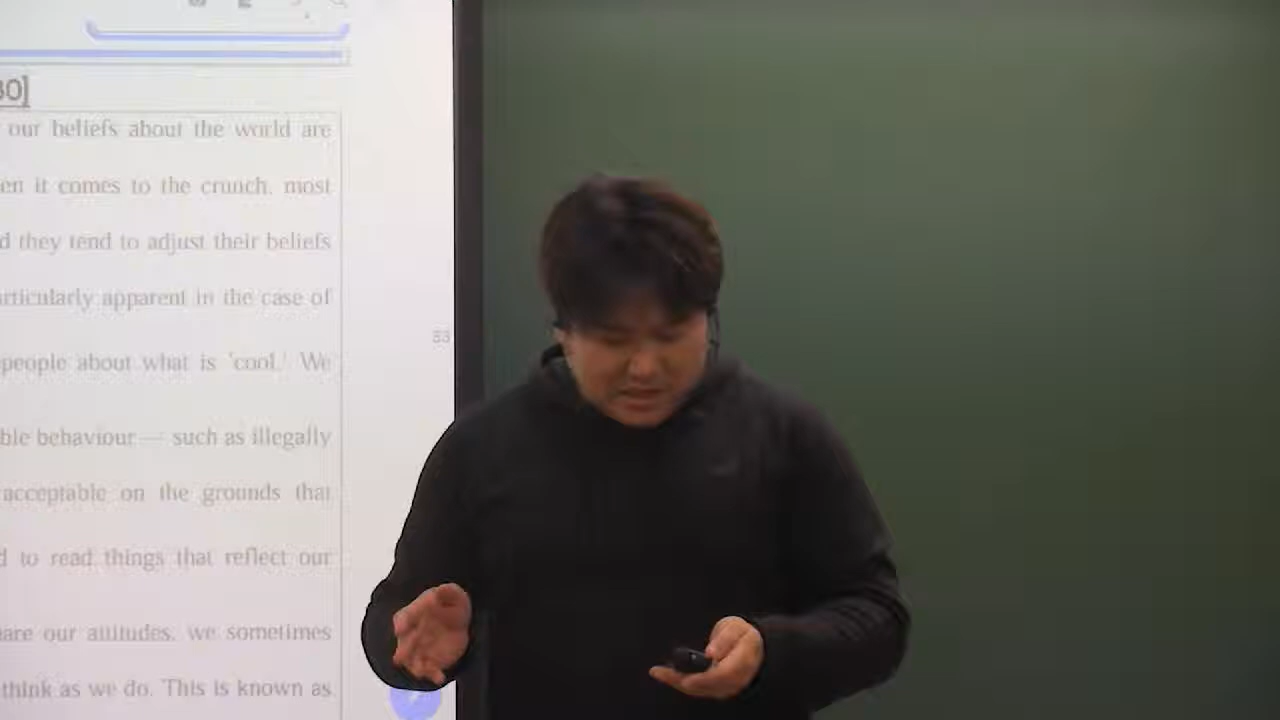 30]
our beliefs about the world are
en it comes to the crunch, most
d they tend to adjust their beliefs
articularly apparent in the case of
people about what is 'cool.' We
53
ble behaviour — such as illegally
acceptable on the grounds that
d to read things that reflect our
are our attitudes, we sometimes
think as we do. This is known as